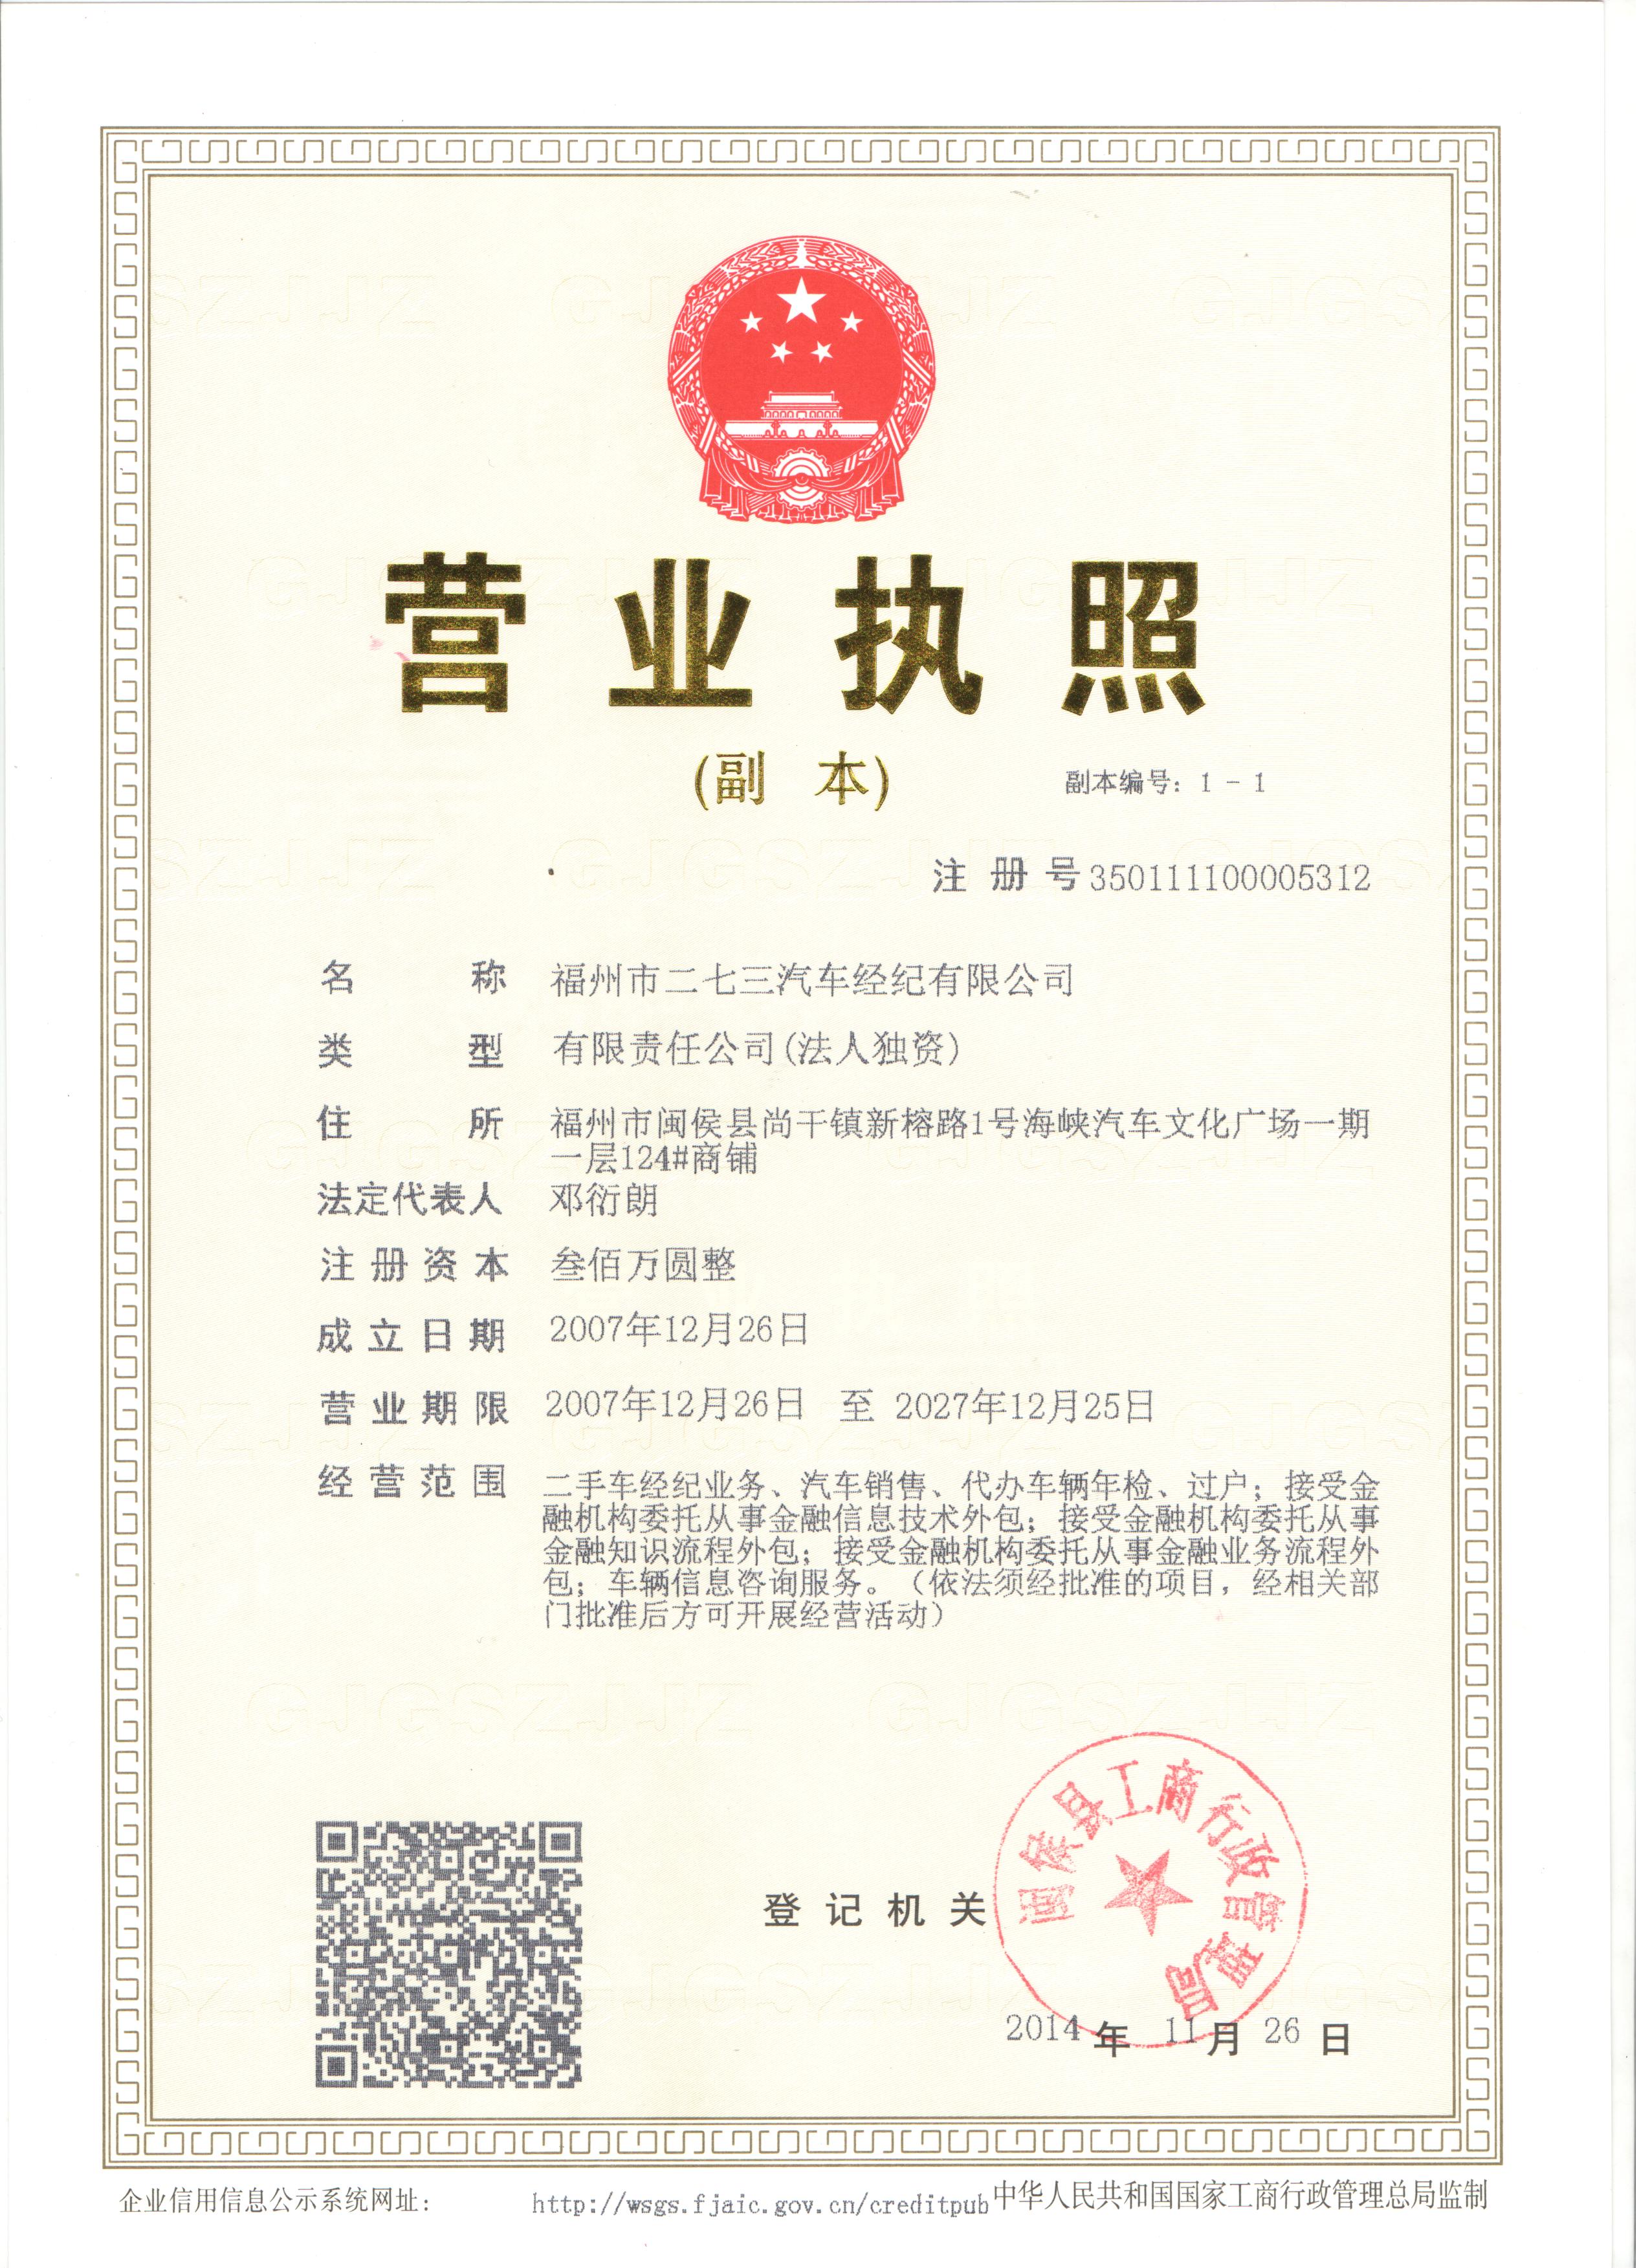 营业执照
(副 本)
副本编号：1－1
注 册 号350111100005312
名 称 福州市二七三汽车经纪有限公司
类 型 有限责任公司(法人独资)
住 所 福州市闽侯县尚干镇新榕路1号海峡汽车文化广场一期
一层124#商铺
法定代表人 邓衍朗
注 册 资 本 叁佰万圆整
成 立 日 期 2007年12月26日
营 业 期 限 2007年12月26日 至 2027年12月25日
经 营 范 围 二手车经纪业务、汽车销售、代办车辆年检、过户；接受金
融机构委托从事金融信息技术外包；接受金融机构委托从事
金融知识流程外包；接受金融机构委托从事金融业务流程外
包；车辆信息咨询服务。（依法须经批准的项目，经相关部
门批准后方可开展经营活动）
登 记 机 关
闽侯县工商行政管理局
2014 年 11 月 26 日
企业信用信息公示系统网址: http://wsgs.fjaic.gov.cn/creditpub 中华人民共和国国家工商行政管理总局监制